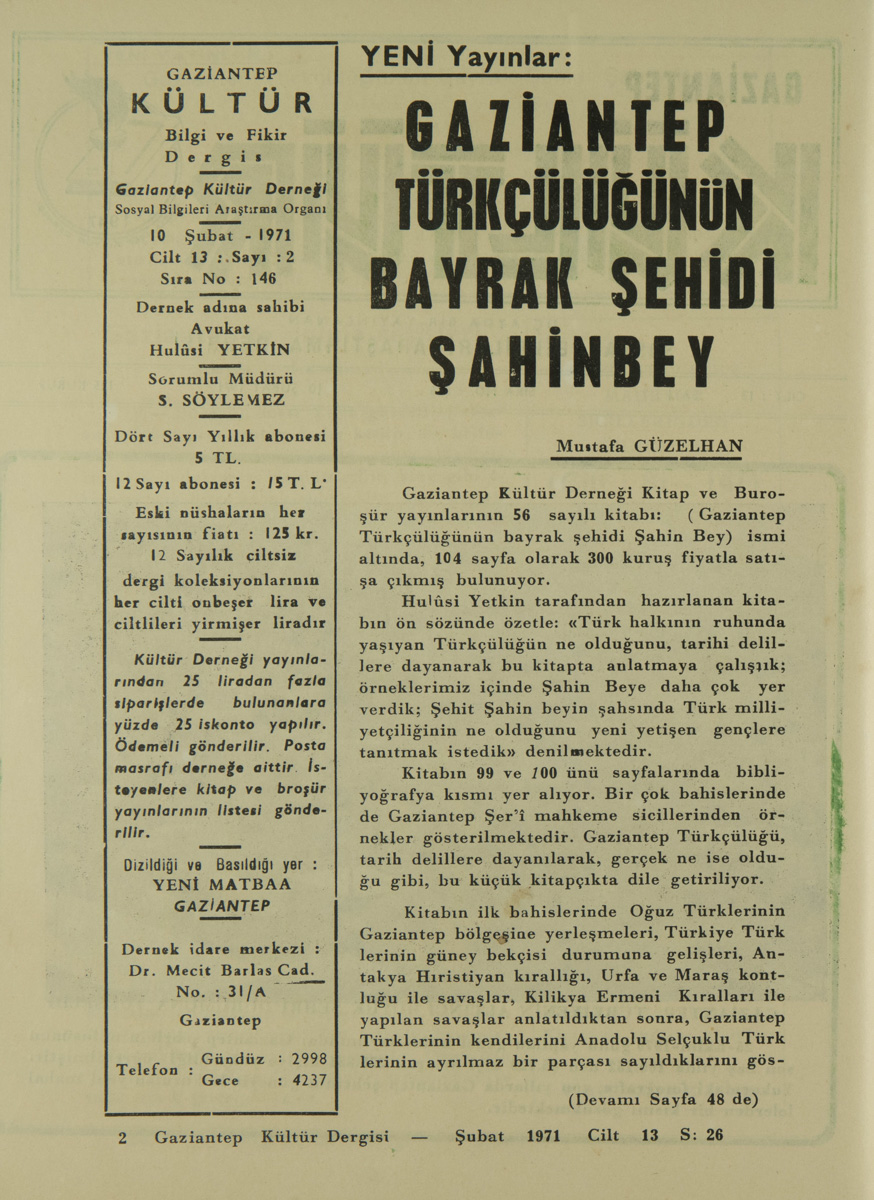 GAZİANTEP
KÜLTÜR
Bilgi ve Fikir
Dergis
Gaziantep Kültür Derneği
Sosyal Bilgileri Araştırma Organı
10 Şubat - 1971
Cilt 13 : Sayı : 2
Sıra No : 146
Dernek adına sahibi
Avukat
Hulûsi YETKİN
Sorumlu Müdürü
S. SÖYLEMEZ
Dört Sayı Yıllık abonesi
5 TL.
12 Sayı abonesi : 15 T. L.
Eski nüshaların her
sayısının fiatı : 125 kr.
12 Sayılık ciltsiz
dergi koleksiyonlarının
her cilti onbeşer lira ve
ciltlileri yirmişer liradır
Kültür Derneği yayınla-
rından 25 liradan fazla
siparişlerde bulunanlara
yüzde 25 iskonto yapılır.
Ödemeli gönderilir. Posta
masrafı derneğe aittir. İs-
teyenlere kitap ve broşür
yayınlarının listesi gönde-
rilir.
Dizildiği ve Basıldığı yer :
YENİ MATBAA
GAZİANTEP
Dernek idare merkezi :
Dr. Mecit Barlas Cad.
No. : 31/A
Gaziantep
Telefon : Gündüz : 2998
Gece : 4237
YENİ Yayınlar:
GAZİANTEP
TÜRKÇÜLÜĞÜNÜN
BAYRAK ŞEHİDİ
ŞAHİNBEY
Mustafa GÜZELHAN
Gaziantep Kültür Derneği Kitap ve Buro-
şür yayınlarının 56 sayılı kitabı: (Gaziantep
Türkçülüğünün bayrak şehidi Şahin Bey) ismi
altında, 104 sayfa olarak 300 kuruş fiyatla satı-
şa çıkmış bulunuyor.
Hulûsi Yetkin tarafından hazırlanan kita-
bın ön sözünde özetle: «Türk halkının ruhunda
yaşıyan Türkçülüğün ne olduğunu, tarihi delil-
lere dayanarak bu kitapta anlatmaya çalıştık;
örneklerimiz içinde Şahin Beye daha çok yer
verdik; Şehit Şahin beyin şahsında Türk milli-
yetçiliğinin ne olduğunu yeni yetişen gençlere
tanıtmak istedik» denilmektedir.
Kitabın 99 ve 100 ünü sayfalarında bibli-
yoğrafya kısmı yer alıyor. Bir çok bahislerinde
de Gaziantep Şer'î mahkeme sicillerinden ör-
nekler gösterilmektedir. Gaziantep Türkçülüğü,
tarih delillere dayanılarak, gerçek ne ise oldu-
ğu gibi, bu küçük kitapçıkta dile getiriliyor.
Kitabın ilk bahislerinde Oğuz Türklerinin
Gaziantep bölgesine yerleşmeleri, Türkiye Türk
lerinin güney bekçisi durumuna gelişleri, An-
takya Hıristiyan kırallığı, Urfa ve Maraş kont-
luğu ile savaşlar, Kilikya Ermeni Kıralları ile
yapılan savaşlar anlatıldıktan sonra, Gaziantep
Türklerinin kendilerini Anadolu Selçuklu Türk
lerinin ayrılmaz bir parçası sayıldıklarını gös-
(Devamı Sayfa 48 de)
2 Gaziantep Kültür Dergisi — Şubat 1971 Cilt 13 S: 26